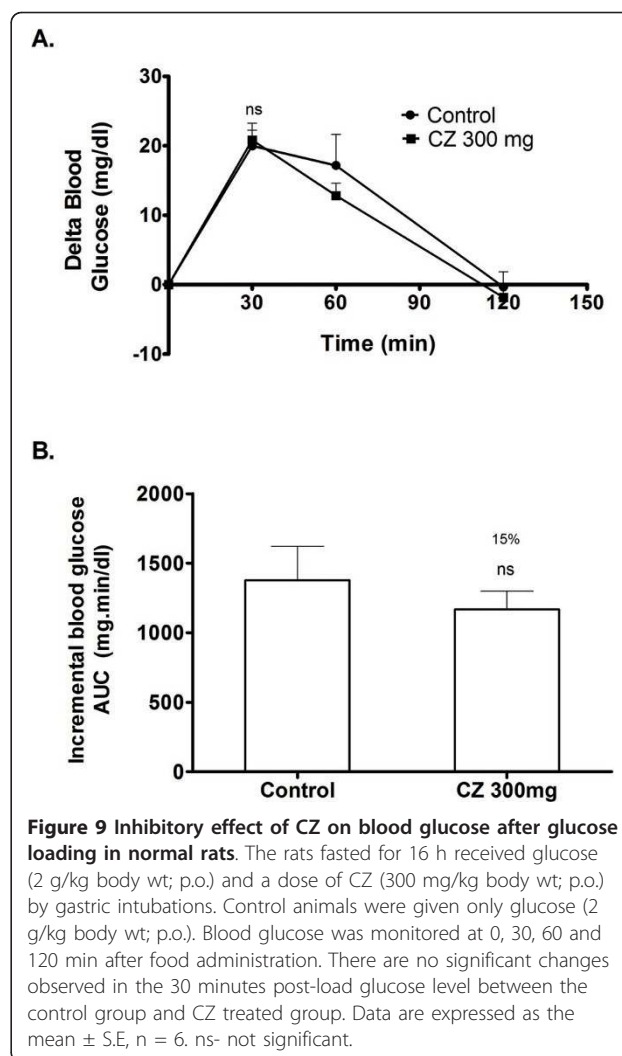 A.
30
20
10
0
-10
Delta Blood
Glucose (mg/dl)
ns
Control
CZ 300 mg
30
60
90
120
150
Time (min)
B.
2000
1500
1000
500
0
Incremental blood glucose
AUC (mg.min/dl)
15%
ns
Control
CZ 300mg
Figure 9 Inhibitory effect of CZ on blood glucose after glucose
loading in normal rats. The rats fasted for 16 h received glucose
(2 g/kg body wt; p.o.) and a dose of CZ (300 mg/kg body wt; p.o.)
by gastric intubations. Control animals were given only glucose (2
g/kg body wt; p.o.). Blood glucose was monitored at 0, 30, 60 and
120 min after food administration. There are no significant changes
observed in the 30 minutes post-load glucose level between the
control group and CZ treated group. Data are expressed as the
mean ± S.E, n = 6. ns- not significant.